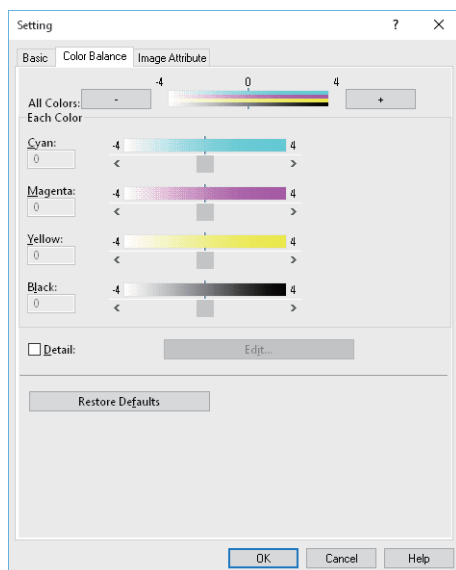 Setting ? ×
Basic Color Balance Image Attribute
-4 0 4
All Colors: - +
Each Color
Cyan: -4 4
0 < >
Magenta: -4 4
0 < >
Yellow: -4 4
0 < >
Black: -4 4
0 < >
Detail: Edit...
Restore Defaults
OK Cancel Help